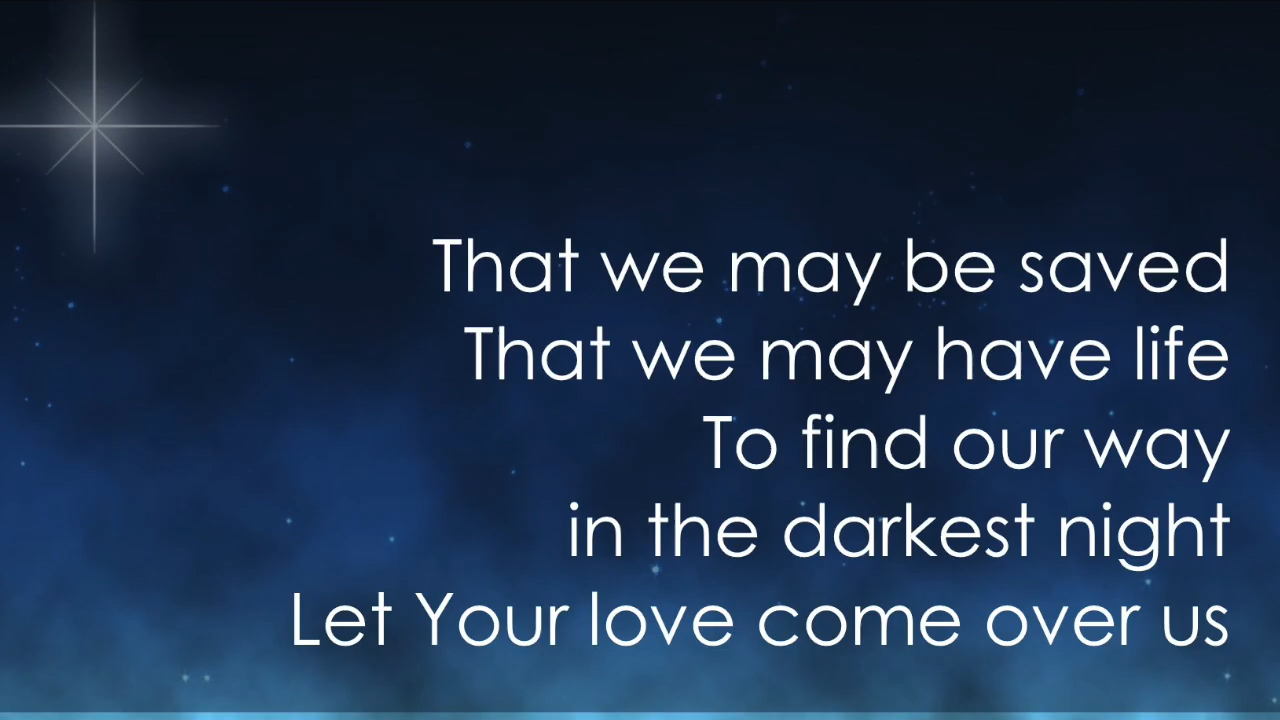 That we may be saved
That we may have life
To find our way
in the darkest night
Let Your love come over us